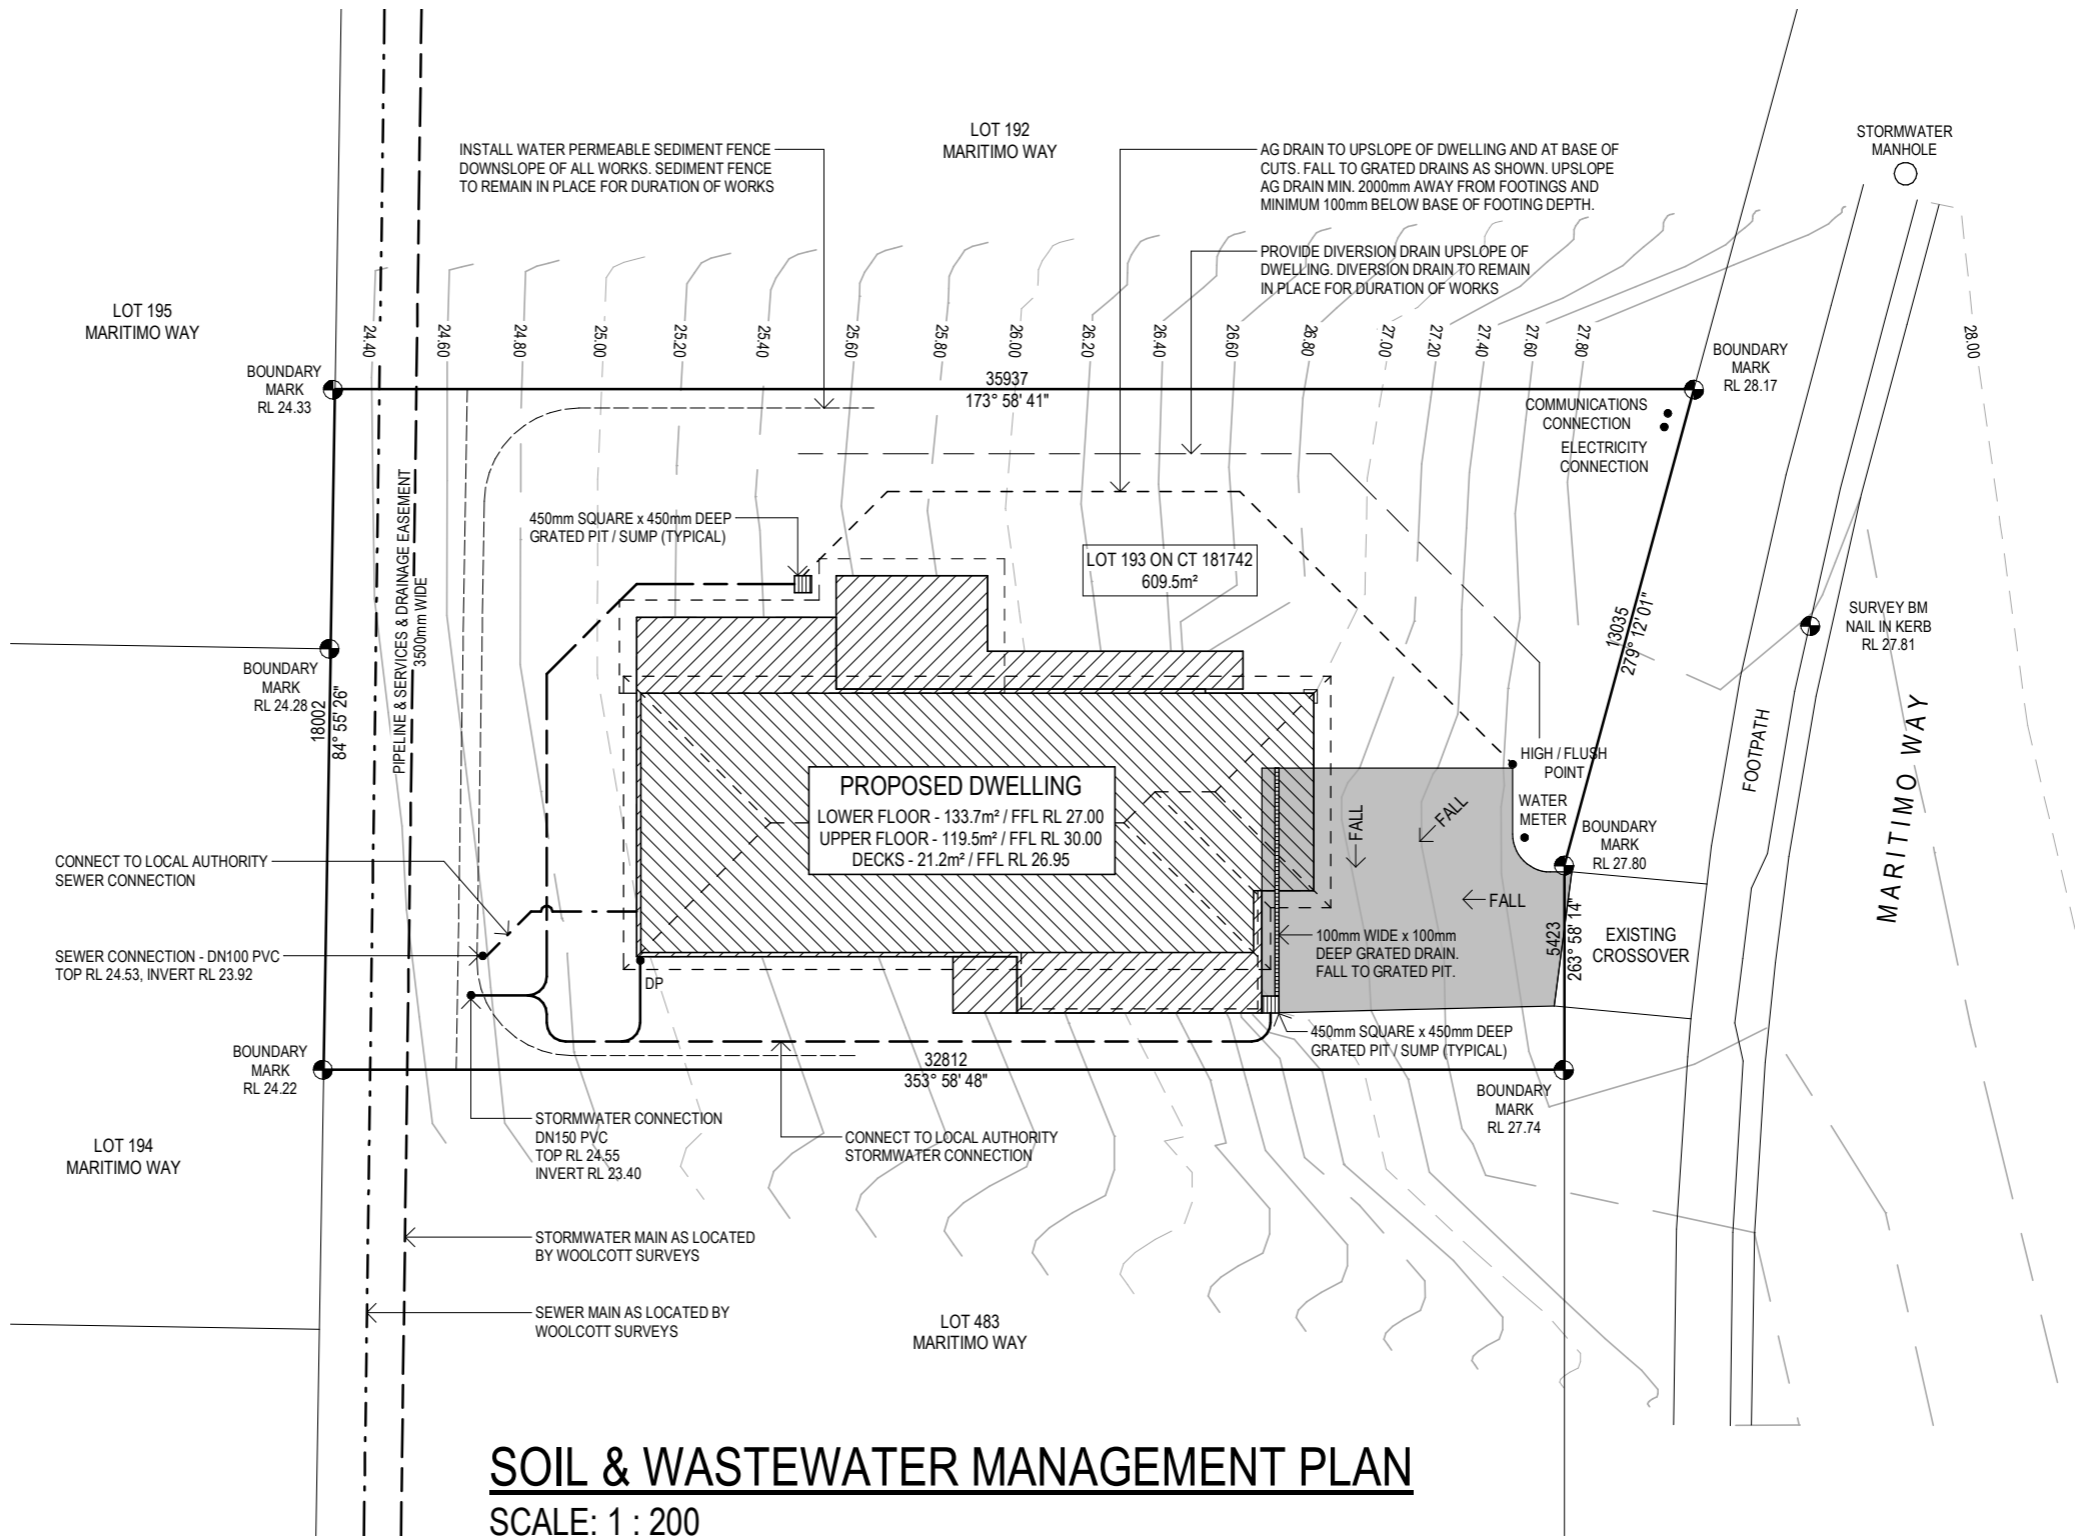 LOT 192
MARITIMO WAY
STORMWATER
MANHOLE
INSTALL WATER PERMEABLE SEDIMENT FENCE
DOWNSLOPE OF ALL WORKS. SEDIMENT FENCE
TO REMAIN IN PLACE FOR DURATION OF WORKS
AG DRAIN TO UPSLOPE OF DWELLING AND AT BASE OF
CUTS. FALL TO GRATED DRAINS AS SHOWN. UPSLOPE
AG DRAIN MIN. 2000mm AWAY FROM FOOTINGS AND
MINIMUM 100mm BELOW BASE OF FOOTING DEPTH.
PROVIDE DIVERSION DRAIN UPSLOPE OF
DWELLING. DIVERSION DRAIN TO REMAIN
IN PLACE FOR DURATION OF WORKS
LOT 195
MARITIMO WAY
24.40
24.60
24.80
25.00
25.20
25.40
25.60
25.80
26.00
26.20
26.40
26.60
26.80
27.00
27.20
27.40
27.60
27.80
28.00
BOUNDARY
MARK
RL 24.33
35937
173° 58' 41"
BOUNDARY
MARK
RL 28.17
COMMUNICATIONS
CONNECTION
ELECTRICITY
CONNECTION
PIPELINE & SERVICES & DRAINAGE EASEMENT
3500mm WIDE
450mm SQUARE x 450mm DEEP
GRATED PIT / SUMP (TYPICAL)
LOT 193 ON CT 181742
609.5m²
13035
279° 12' 01"
SURVEY BM
NAIL IN KERB
RL 27.81
BOUNDARY
MARK
RL 24.28
18002
84° 55' 26"
FOOTPATH
MARITIMO WAY
HIGH / FLUSH
POINT
PROPOSED DWELLING
LOWER FLOOR - 133.7m² / FFL RL 27.00
UPPER FLOOR - 119.5m² / FFL RL 30.00
DECKS - 21.2m² / FFL RL 26.95
FALL
FALL
FALL
WATER
METER
BOUNDARY
MARK
RL 27.80
CONNECT TO LOCAL AUTHORITY
SEWER CONNECTION
SEWER CONNECTION - DN100 PVC
TOP RL 24.53, INVERT RL 23.92
DP
100mm WIDE x 100mm
DEEP GRATED DRAIN.
FALL TO GRATED PIT.
5423
263° 58' 14"
EXISTING
CROSSOVER
450mm SQUARE x 450mm DEEP
GRATED PIT / SUMP (TYPICAL)
BOUNDARY
MARK
RL 24.22
32812
353° 58' 48"
BOUNDARY
MARK
RL 27.74
STORMWATER CONNECTION
DN150 PVC
TOP RL 24.55
INVERT RL 23.40
CONNECT TO LOCAL AUTHORITY
STORMWATER CONNECTION
LOT 194
MARITIMO WAY
STORMWATER MAIN AS LOCATED
BY WOOLCOTT SURVEYS
SEWER MAIN AS LOCATED BY
WOOLCOTT SURVEYS
LOT 483
MARITIMO WAY
SOIL & WASTEWATER MANAGEMENT PLAN
SCALE: 1 : 200